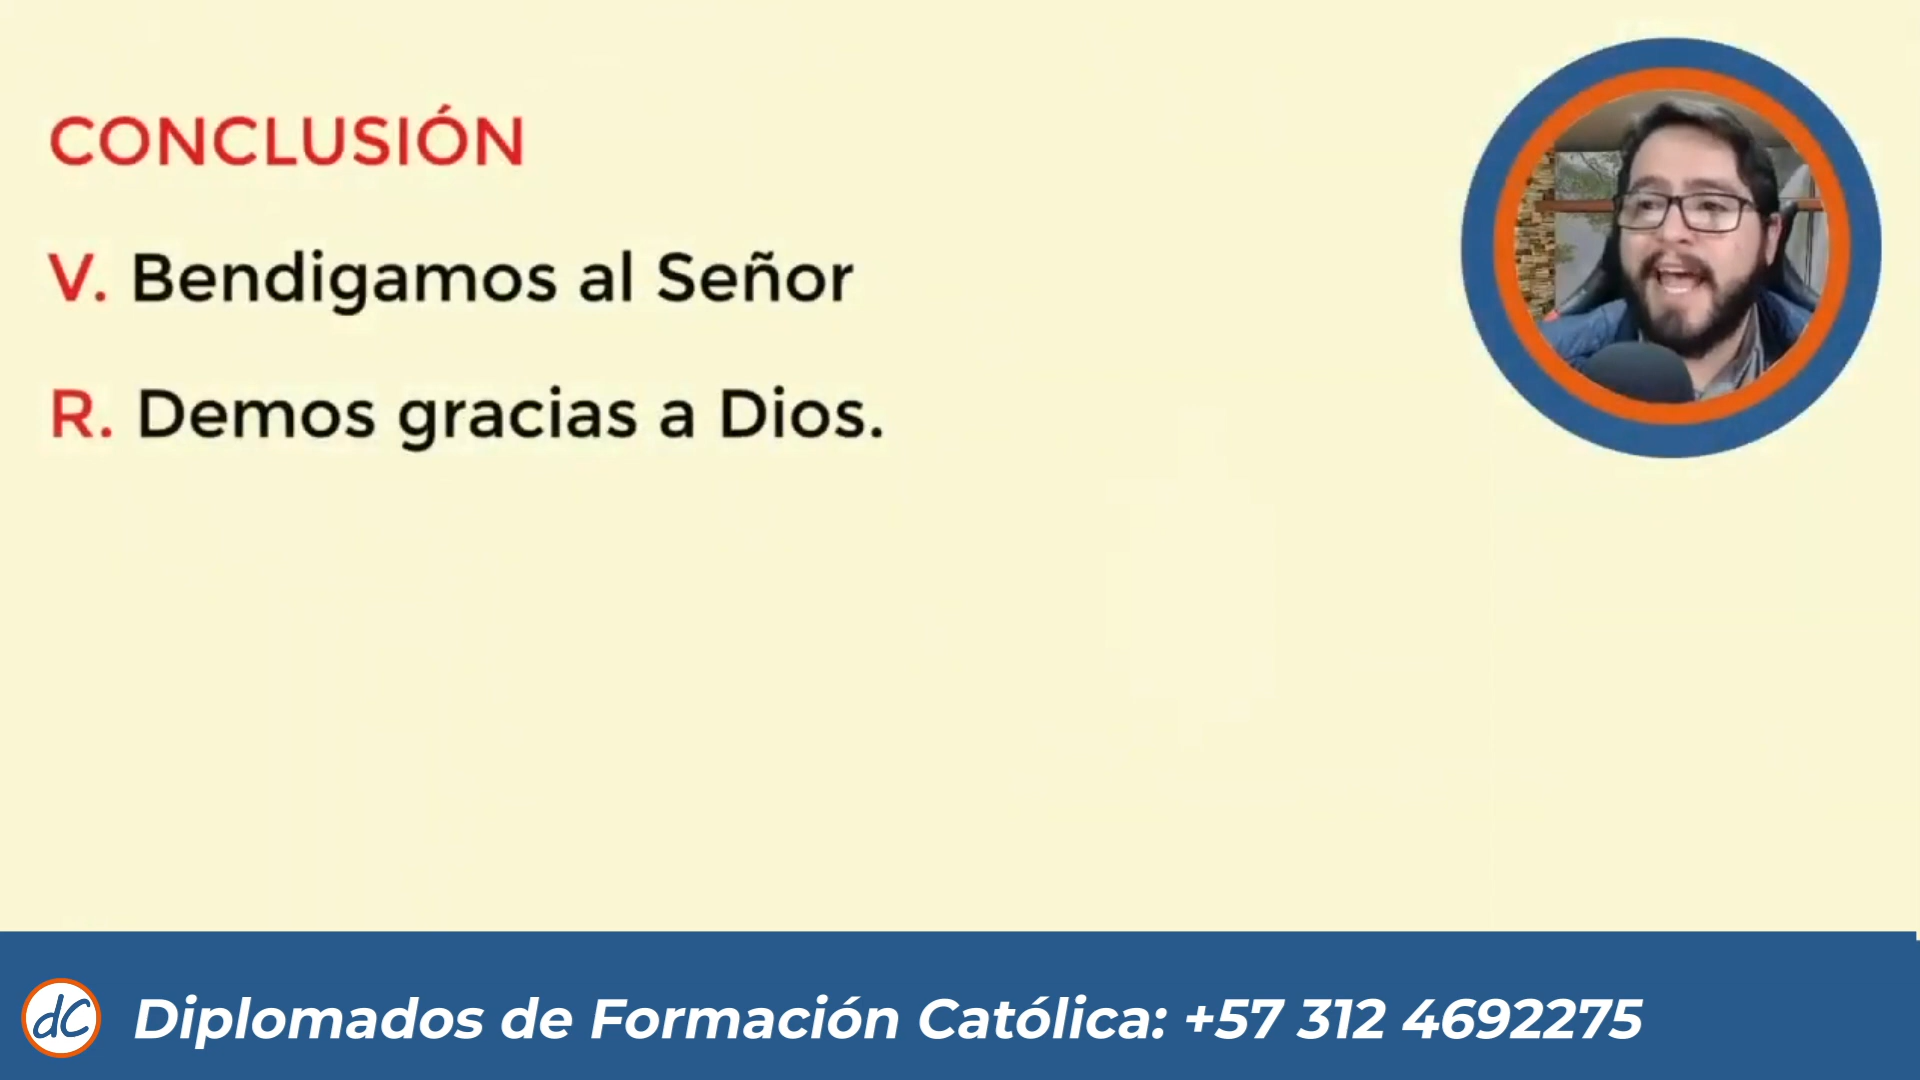 CONCLUSIÓN
V. Bendigamos al Señor
R. Demos gracias a Dios.
dC
Diplomados de Formación Católica: +57 312 4692275